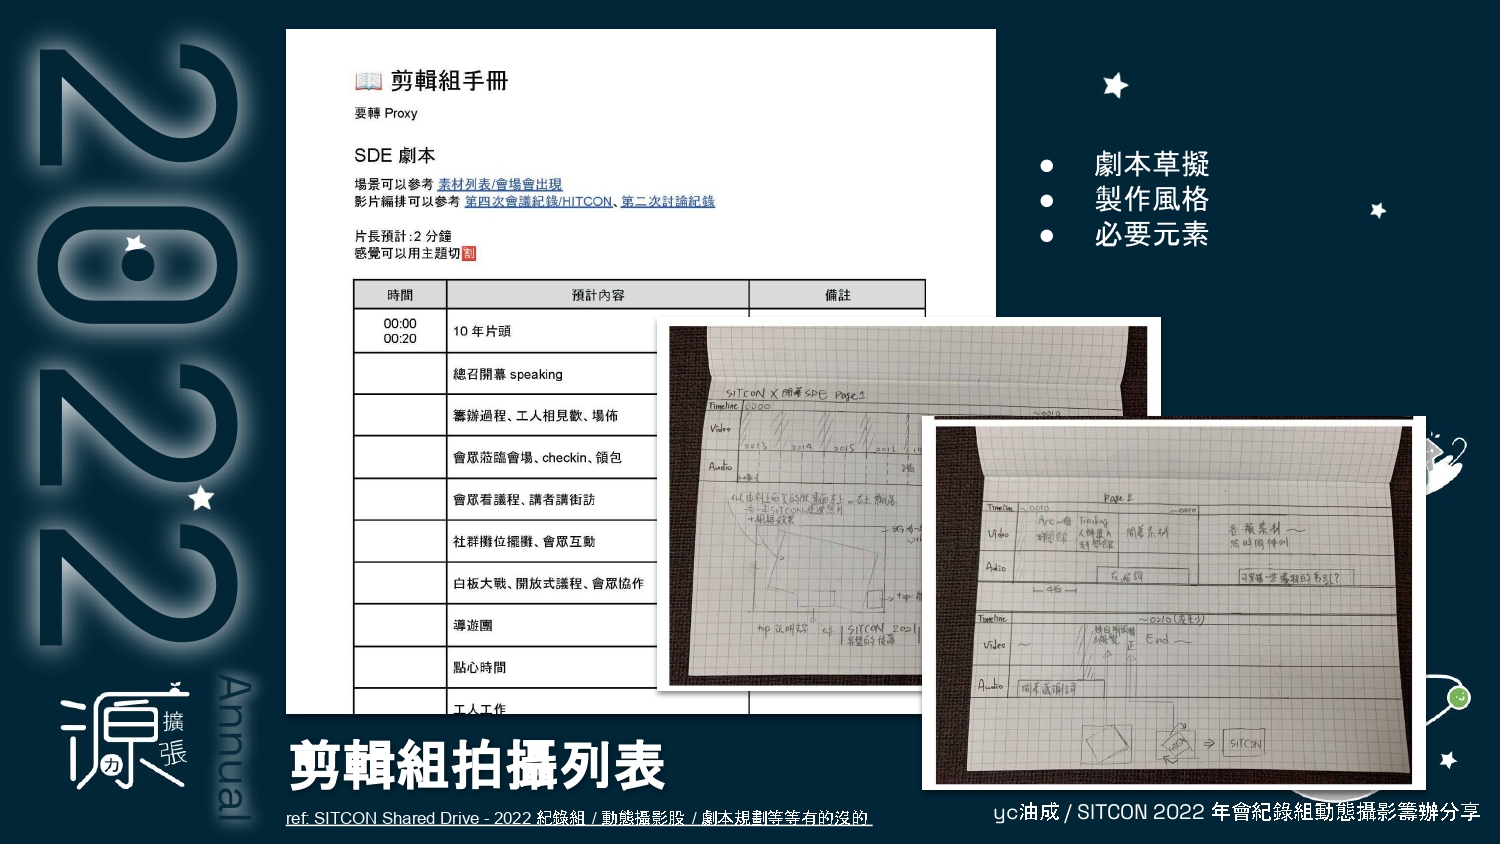 2022
Annual
源
力
擴
張
📖 剪輯組手冊
要轉 Proxy
SDE 劇本
場景可以參考 素材列表/會場會出現
影片編排可以參考 第四次會議紀錄/HITCON、第二次討論紀錄
片長預計:2 分鐘
感覺可以用主題切🈹
時間 預計內容 備註
00:00 10 年片頭
00:20
總召開幕 speaking
籌辦過程、工人相見歡、場佈
會眾蒞臨會場、checkin、領包
會眾看議程、講者講街訪
社群攤位擺攤、會眾互動
白板大戰、開放式議程、會眾協作
導遊團
點心時間
工人工作
劇本草擬
製作風格
必要元素
SITCON X 開幕SDE Page1
Timeline 0000 ~0010
Video
2013 2014 2015
Audio
SITCON 2021
Page 2
Timeline ~0010
Video
開幕素材
Timeline
Video End
Audio
SITCON
剪輯組拍攝列表
ref: SITCON Shared Drive - 2022 紀錄組 / 動態攝影股 / 劇本規劃等等有的沒的
yc油成 / SITCON 2022 年會紀錄組動態攝影籌辦分享